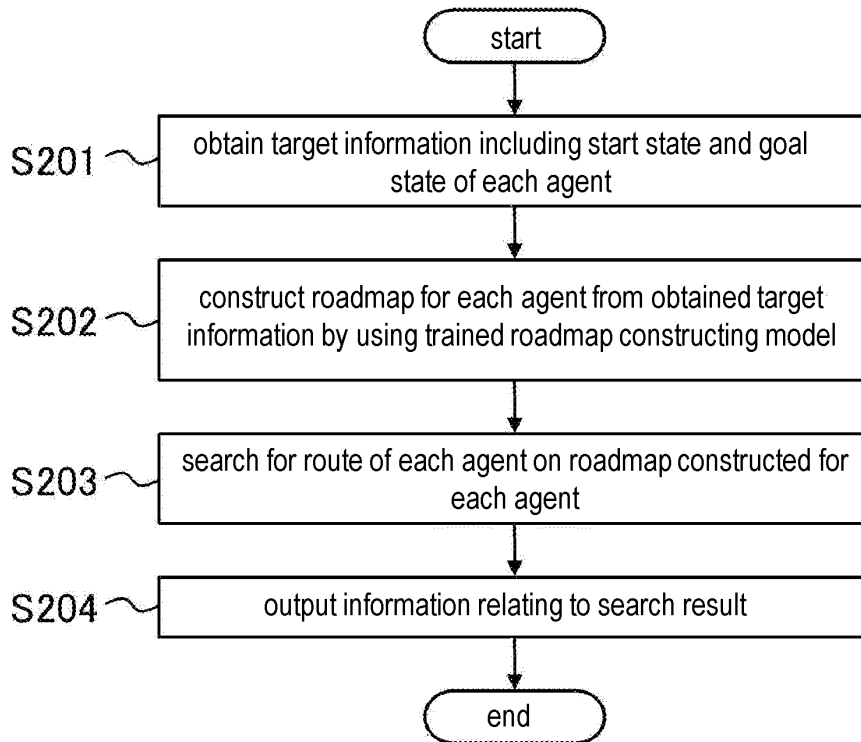 start
S201
obtain target information including start state and goal
state of each agent
S202
construct roadmap for each agent from obtained target
information by using trained roadmap constructing model
S203
search for route of each agent on roadmap constructed for
each agent
S204
output information relating to search result
end